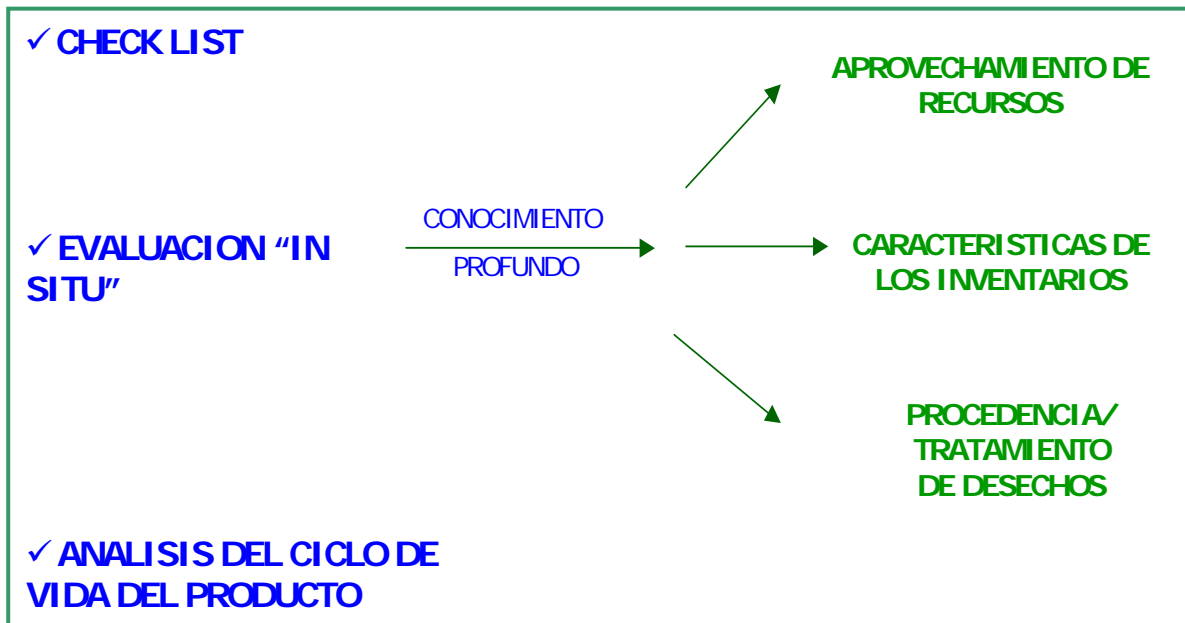 ✓ CHECK LIST
APROVECHAMIENTO DE
RECURSOS
✓ EVALUACION “IN
SITU”
CONOCIMIENTO
PROFUNDO
CARACTERISTICAS DE
LOS INVENTARIOS
PROCEDENCIA/
TRATAMIENTO
DE DESECHOS
✓ ANALISIS DEL CICLO DE
VIDA DEL PRODUCTO